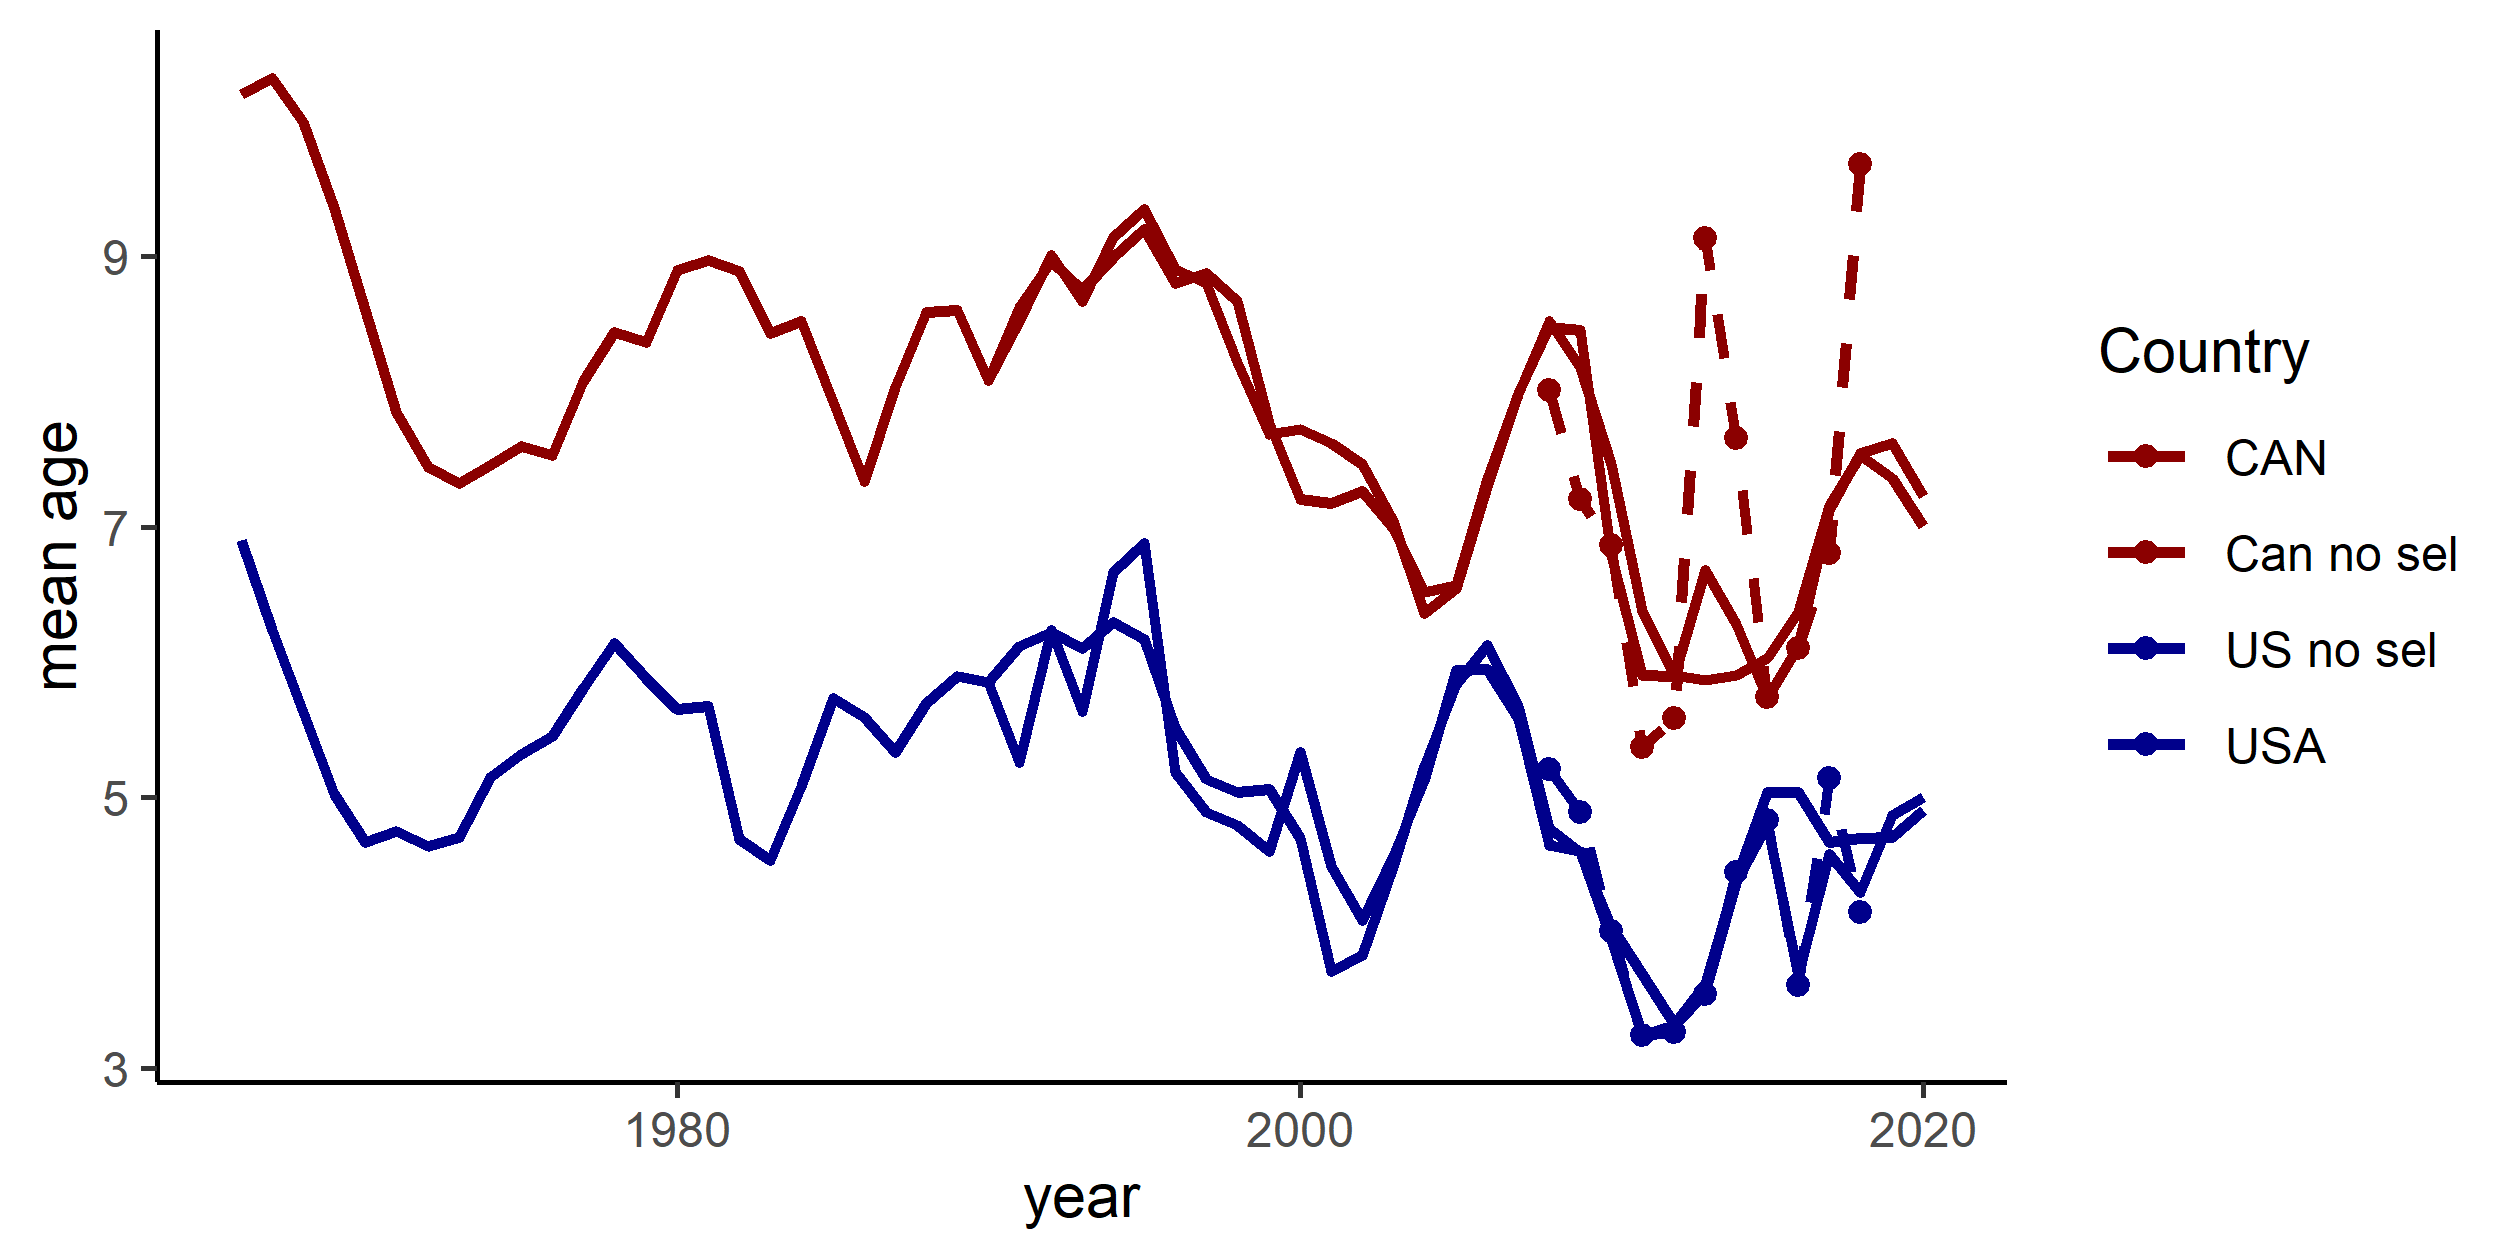 mean age
9
7
5
3
1980
2000
2020
year
Country
CAN
Can no sel
US no sel
USA